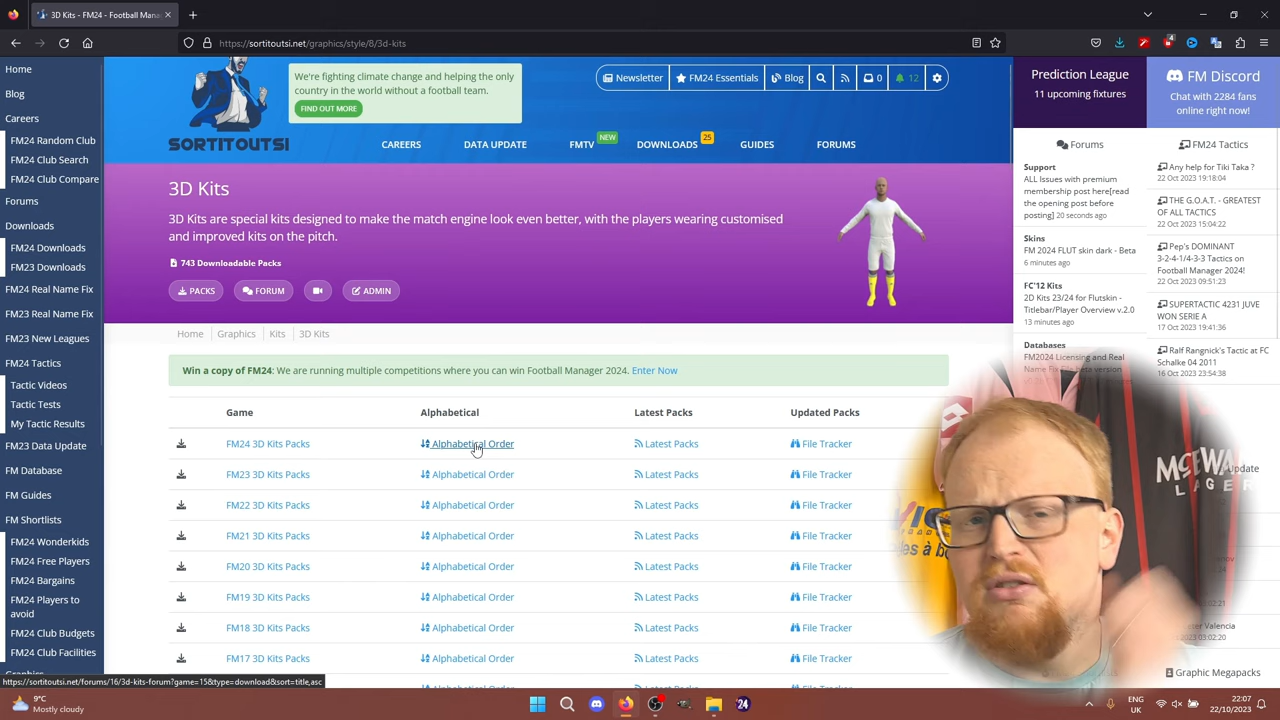 3D Kits - FM24 - Football Mana
https://sortitoutsi.net/graphics/style/8/3d-kits
4
Home
Blog
Careers
FM24 Random Club
FM24 Club Search
FM24 Club Compare
Forums
Downloads
FM24 Downloads
FM23 Downloads
FM24 Real Name Fix
FM23 Real Name Fix
FM23 New Leagues
FM24 Tactics
Tactic Videos
Tactic Tests
My Tactic Results
FM23 Data Update
FM Database
FM Guides
FM Shortlists
FM24 Wonderkids
FM24 Free Players
FM24 Bargains
FM24 Players to
avoid
FM24 Club Budgets
FM24 Club Facilities
SORTITOUTSI
We're fighting climate change and helping the only
country in the world without a football team.
FIND OUT MORE
Newsletter
FM24 Essentials
Blog
0
12
CAREERS
DATA UPDATE
FMTV
NEW
DOWNLOADS
25
GUIDES
FORUMS
3D Kits
3D Kits are special kits designed to make the match engine look even better, with the players wearing customised
and improved kits on the pitch.
743 Downloadable Packs
PACKS
FORUM
ADMIN
Home
Graphics
Kits
3D Kits
Win a copy of FM24: We are running multiple competitions where you can win Football Manager 2024. Enter Now
Game Alphabetical Latest Packs Updated Packs
FM24 3D Kits Packs Alphabetical Order Latest Packs File Tracker
FM23 3D Kits Packs Alphabetical Order Latest Packs File Tracker
FM22 3D Kits Packs Alphabetical Order Latest Packs File Tracker
FM21 3D Kits Packs Alphabetical Order Latest Packs File Tracker
FM20 3D Kits Packs Alphabetical Order Latest Packs File Tracker
FM19 3D Kits Packs Alphabetical Order Latest Packs File Tracker
FM18 3D Kits Packs Alphabetical Order Latest Packs File Tracker
FM17 3D Kits Packs Alphabetical Order Latest Packs File Tracker
Prediction League
11 upcoming fixtures
Forums
Support
ALL Issues with premium
membership post here[read
the opening post before
posting] 20 seconds ago
Skins
FM 2024 FLUT skin dark - Beta
6 minutes ago
FC'12 Kits
2D Kits 23/24 for Flutskin -
Titlebar/Player Overview v.2.0
13 minutes ago
Databases
FM2024 Licensing and Real
FM Discord
Chat with 2284 fans
online right now!
FM24 Tactics
Any help for Tiki Taka ?
22 Oct 2023 19:18:04
THE G.O.A.T. - GREATEST
OF ALL TACTICS
22 Oct 2023 15:04:22
Pep's DOMINANT
3-2-4-1/4-3-3 Tactics on
Football Manager 2024!
22 Oct 2023 09:51:23
SUPERTACTIC 4231 JUVE
WON SERIE A
17 Oct 2023 19:41:36
Ralf Rangnick's Tactic at FC
Schalke 04 2011
16 Oct 2023 23:54:38
McEWA
LAGER
Valencia
Graphic Megapacks
https://sortitoutsi.net/forums/16/3d-kits-forum?game=15&type=download&sort=title,asc
9°C
Mostly cloudy
24
ENG
UK
22:07
22/10/2023